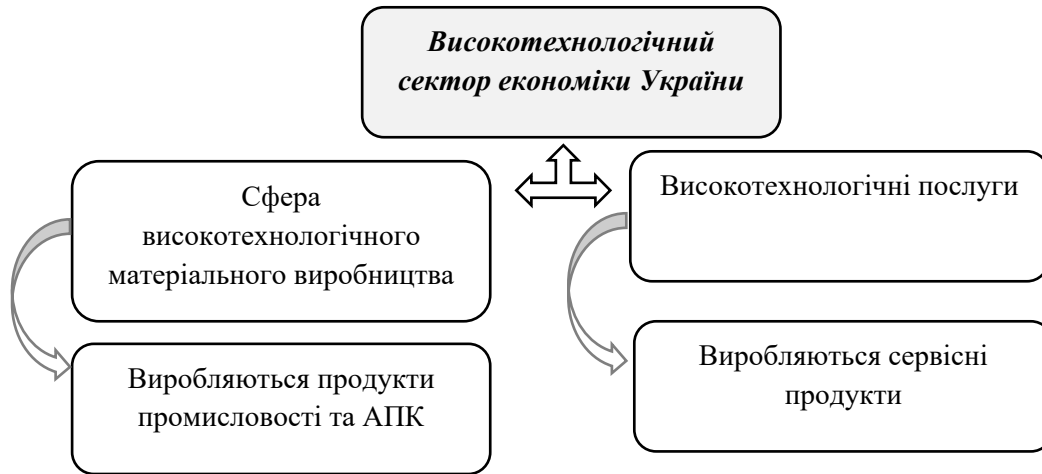 Високотехнологічний
сектор економіки України
Сфера
високотехнологічного
матеріального виробництва
Високотехнологічні послуги
Виробляються продукти
промисловості та АПК
Виробляються сервісні
продукти